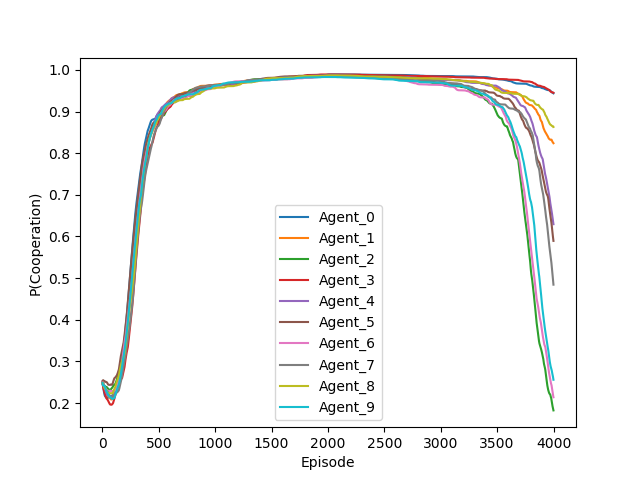 1.0
0.9
0.8
0.7
0.6
0.5
0.4
0.3
0.2
P(Cooperation)
Agent_0
Agent_1
Agent_2
Agent_3
Agent_4
Agent_5
Agent_6
Agent_7
Agent_8
Agent_9
0 500 1000 1500 2000 2500 3000 3500 4000
Episode